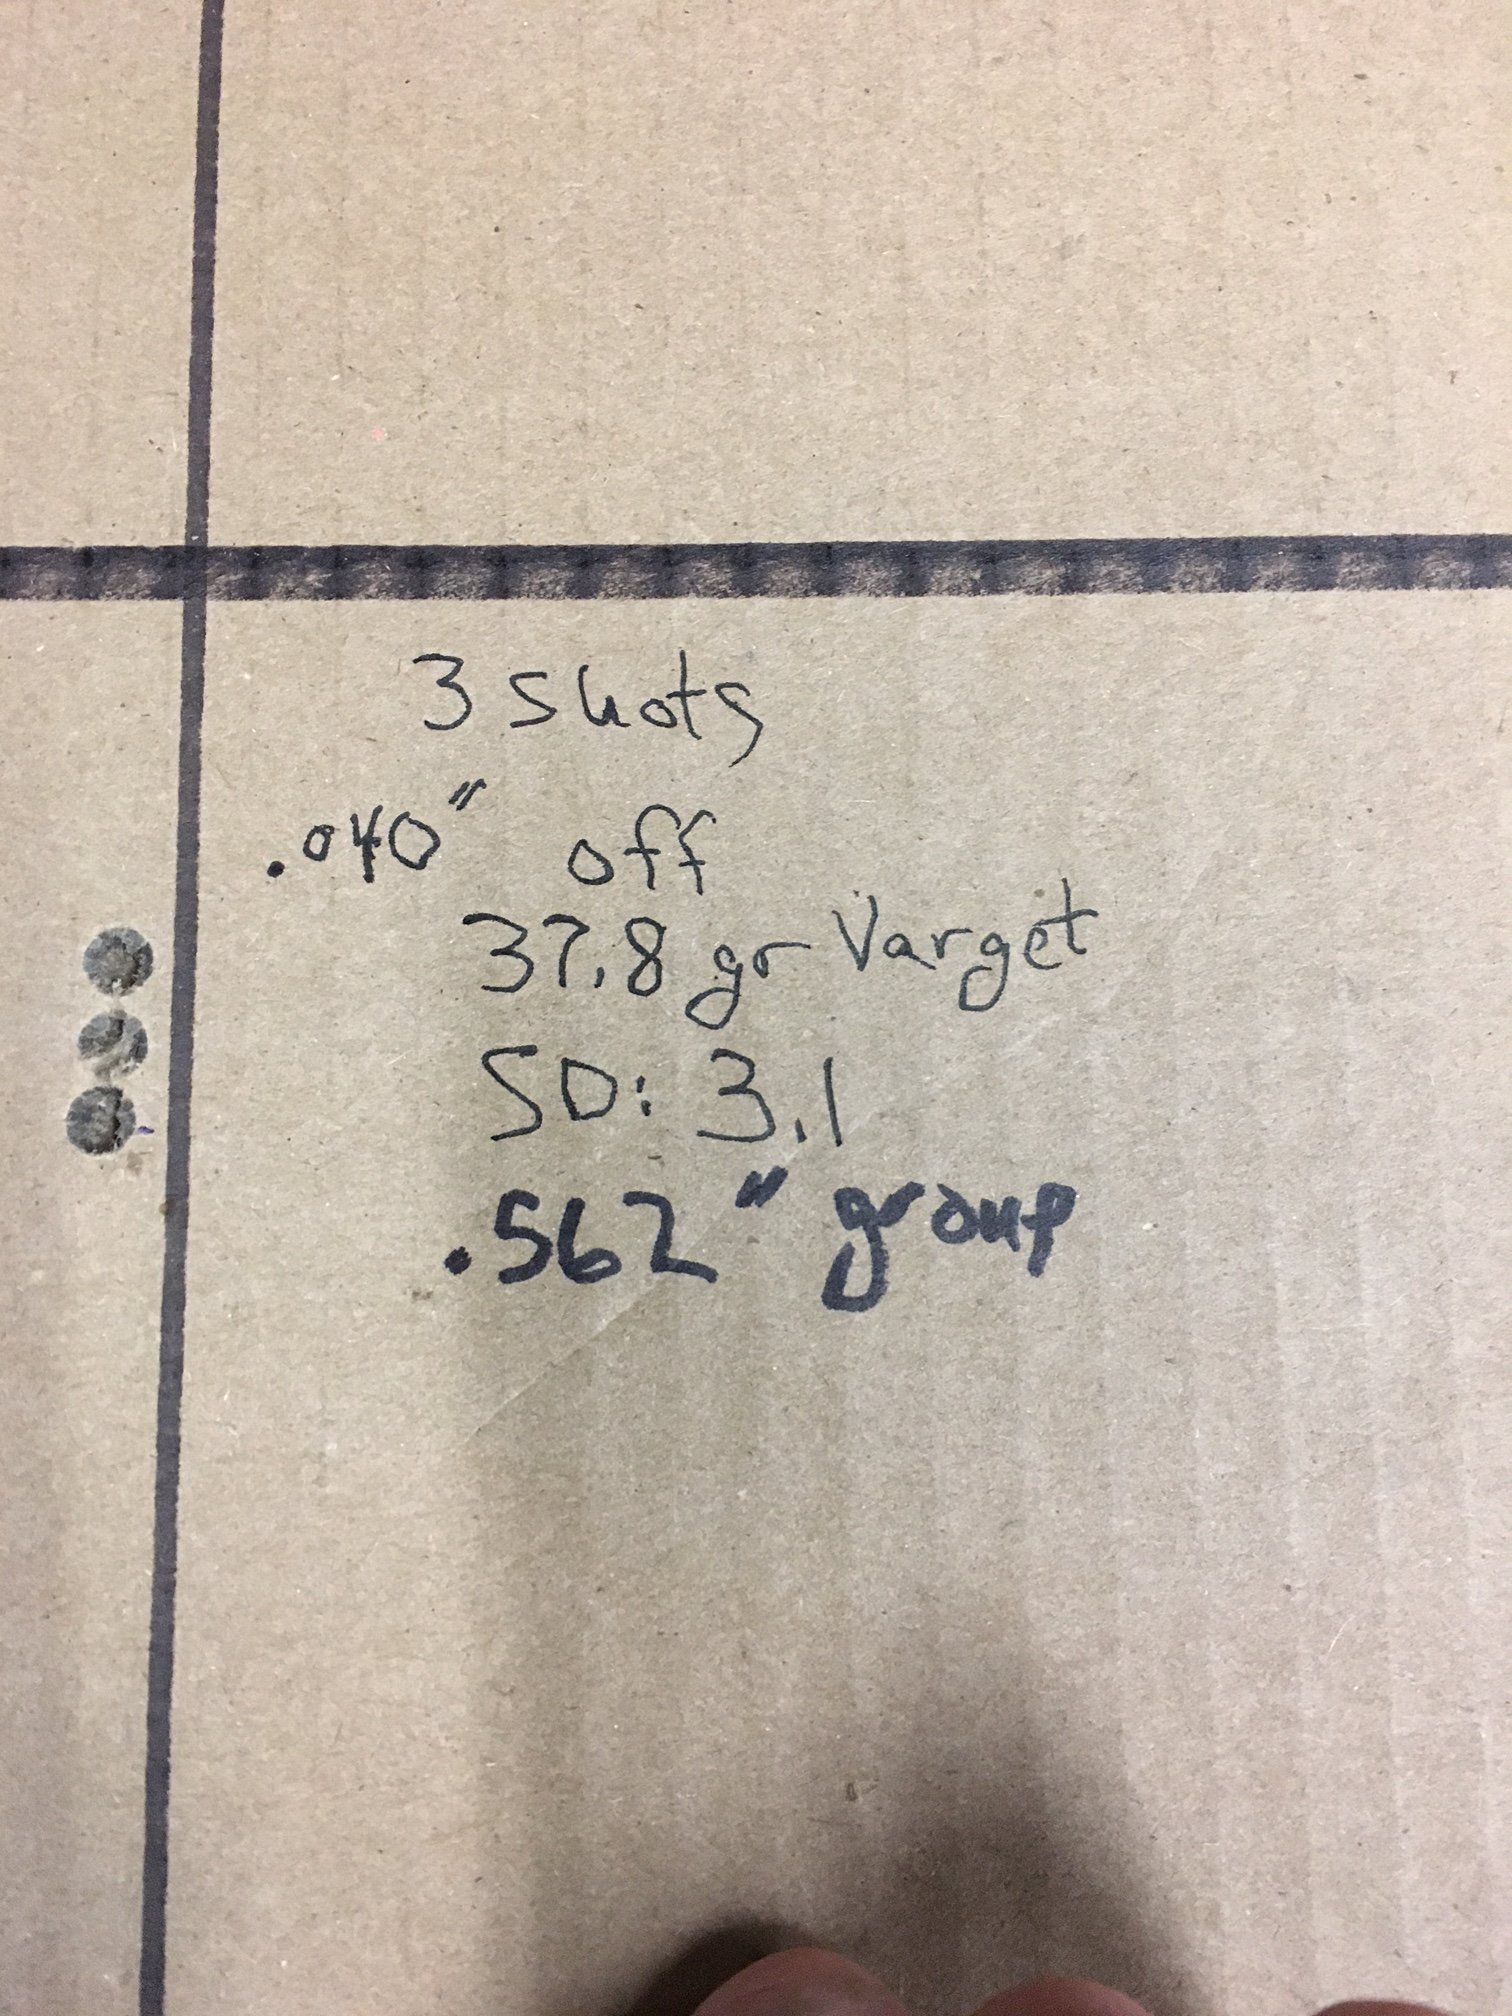 3 shots
.040" off
37.8 gr Varget
SD: 3.1
.562" group